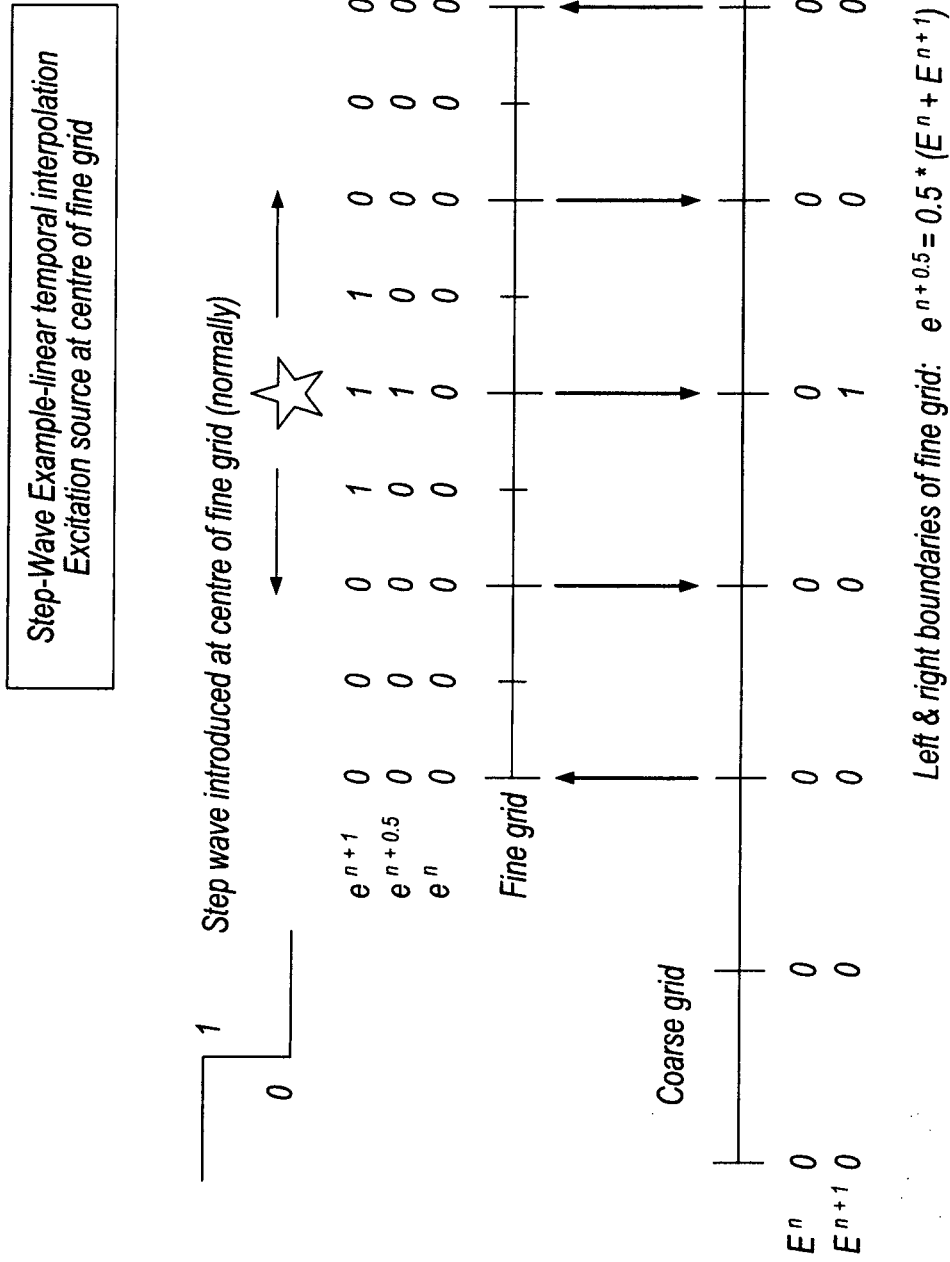 Step-Wave Example-linear temporal interpolation
Excitation source at centre of fine grid
1
Step wave introduced at centre of fine grid (normally)
0
e n + 1 0 0 0 1 1 1 0 0 0
e n + 0.5 0 0 0 0 1 0 0 0 0
e n 0 0 0 0 0 0 0 0 0
Fine grid
Coarse grid
E n 0 0 0 0 0 0 0
E n + 1 0 0 0 0 1 0 0
Left & right boundaries of fine grid: e n + 0.5 = 0.5 * (E n + E n + 1)